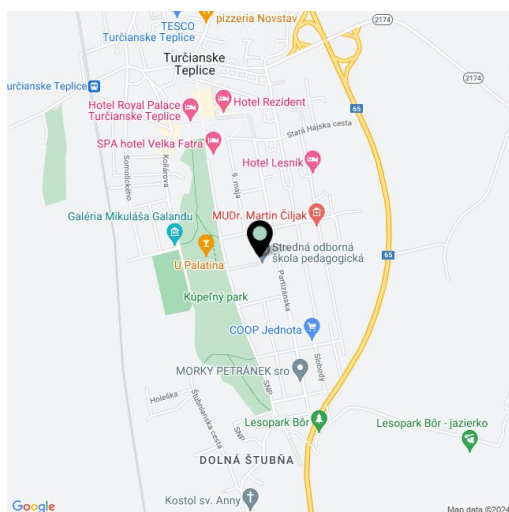 pizzeria Novstav
TESCO
Turčianske Teplice
2174
Turčianske
Teplice
určianske Teplice
2174
Hotel Royal Palace
Turčianske Teplice
Hotel Rezident
65
Stará Hájska cesta
SPA hotel Velka Fatra
Hotel Lesník
Somolického
Kollárova
9. mája
MUDr. Martin Čiljak
Galéria Mikuláša Galandu
Stredná odborná
škola pedagogická
65
U Palatína
Partizánska
Kúpeľný park
COOP Jednota
MORKY PETRÁNEK sro
Slobody
SNP
Holeška
Štubnianska cesta
Lesopark Bôr
Lesopark Bôr - jazierko
SNP
DOLNÁ ŠTUBŇA
Kostol sv. Anny
Google
Map data ©2024